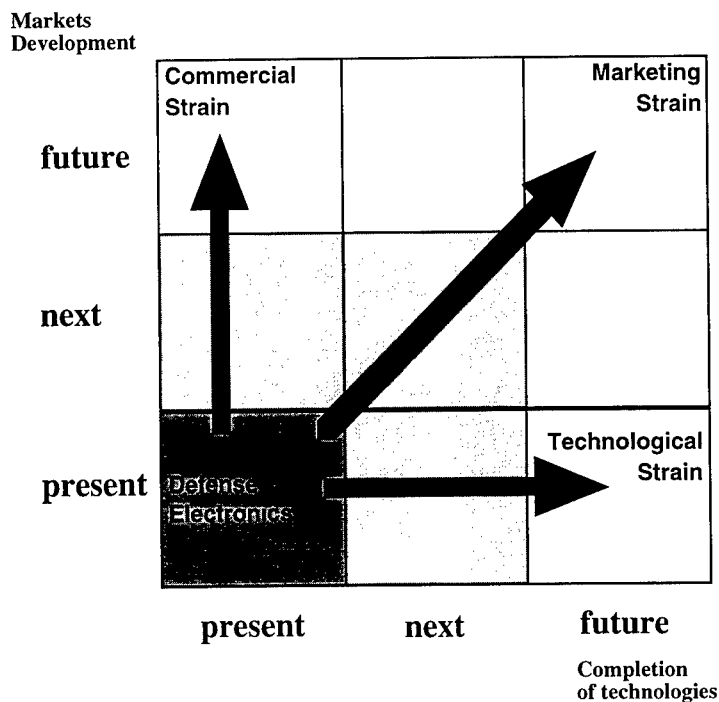 Markets
Development
Commercial
Strain
Marketing
Strain
future
next
present
Defense
Electronics
Technological
Strain
present
next
future
Completion
of technologies